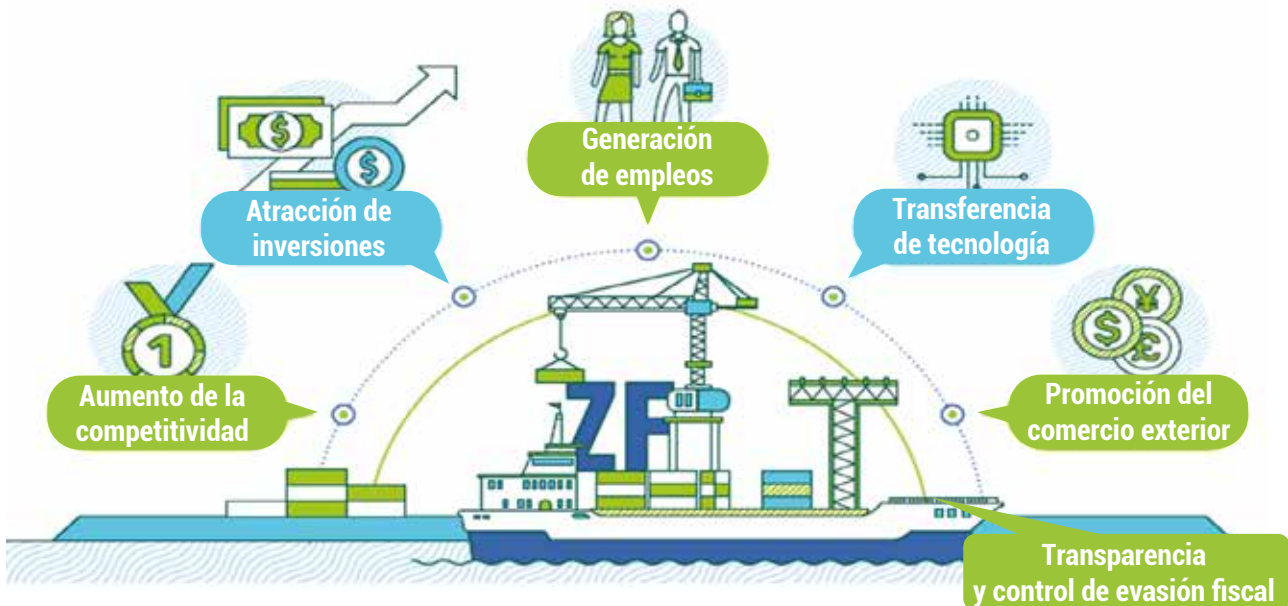 Generación
de empleos
Atracción de
inversiones
Transferencia
de tecnología
1
Aumento de la
competitividad
$
$
¥
$
£
Promoción del
comercio exterior
ZF
Transparencia
y control de evasión fiscal